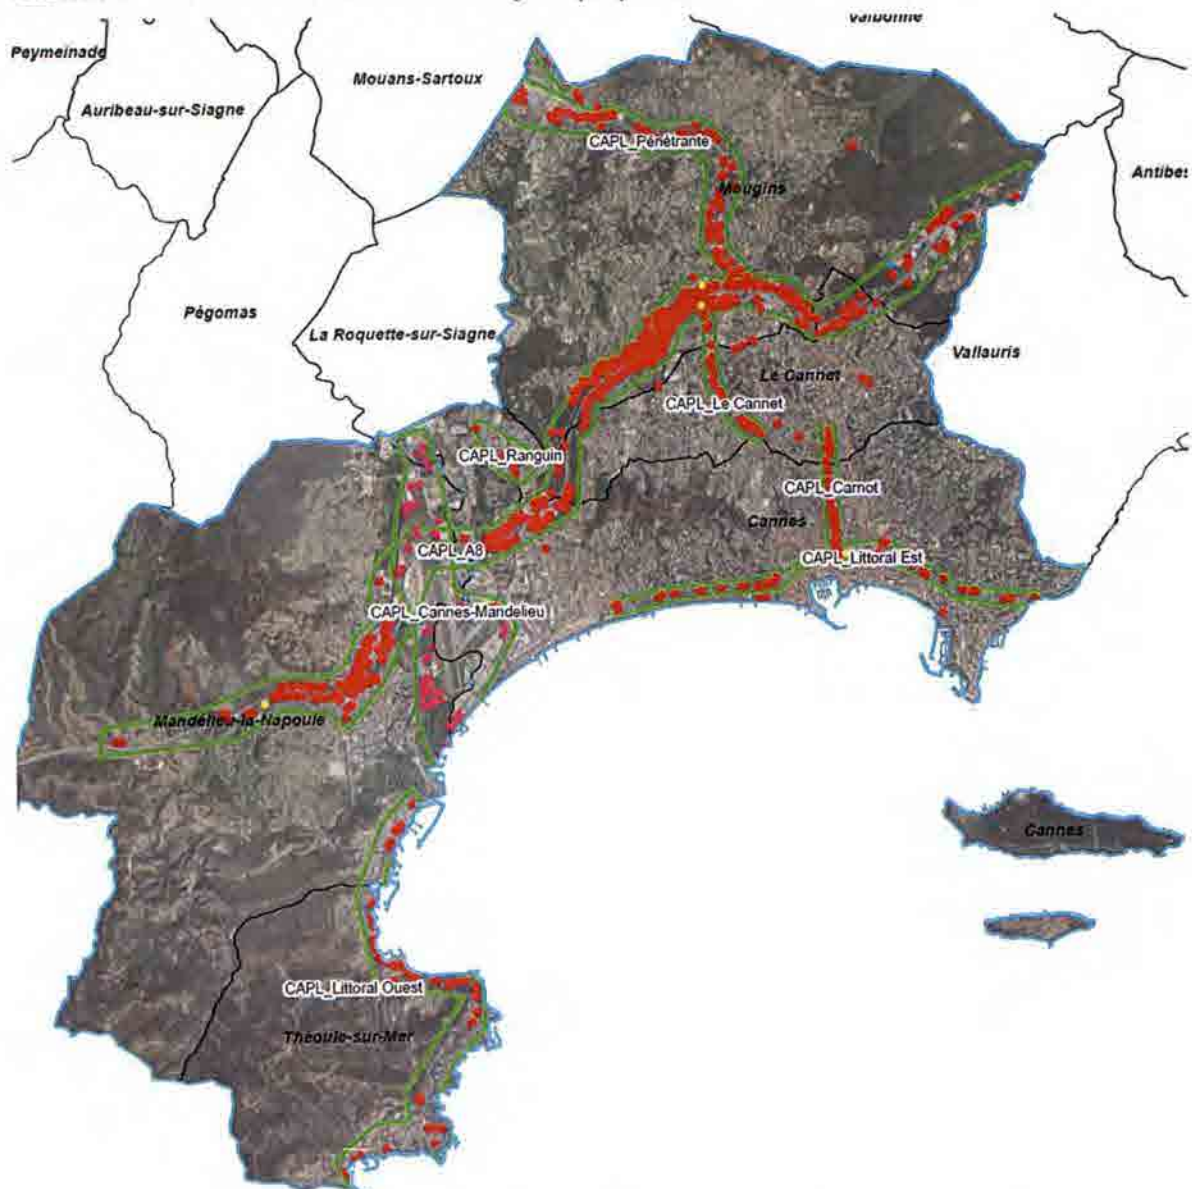 Valbonne
Peymeinade
Mouans-Sartoux
Auribeau-sur-Siagne
CAPL_Pénétrante
Antibes
Mougins
Pégomas
La Roquette-sur-Siagne
Vallauris
Le Cannet
CAPL_Le Cannet
CAPL_Ranguin
CAPL_Carnot
Cannes
CAPL_A8
CAPL_Littoral Est
CAPL_Cannes-Mandelieu
Mandelieu-la-Napoule
Cannes
CAPL_Littoral Ouest
Théoule-sur-Mer